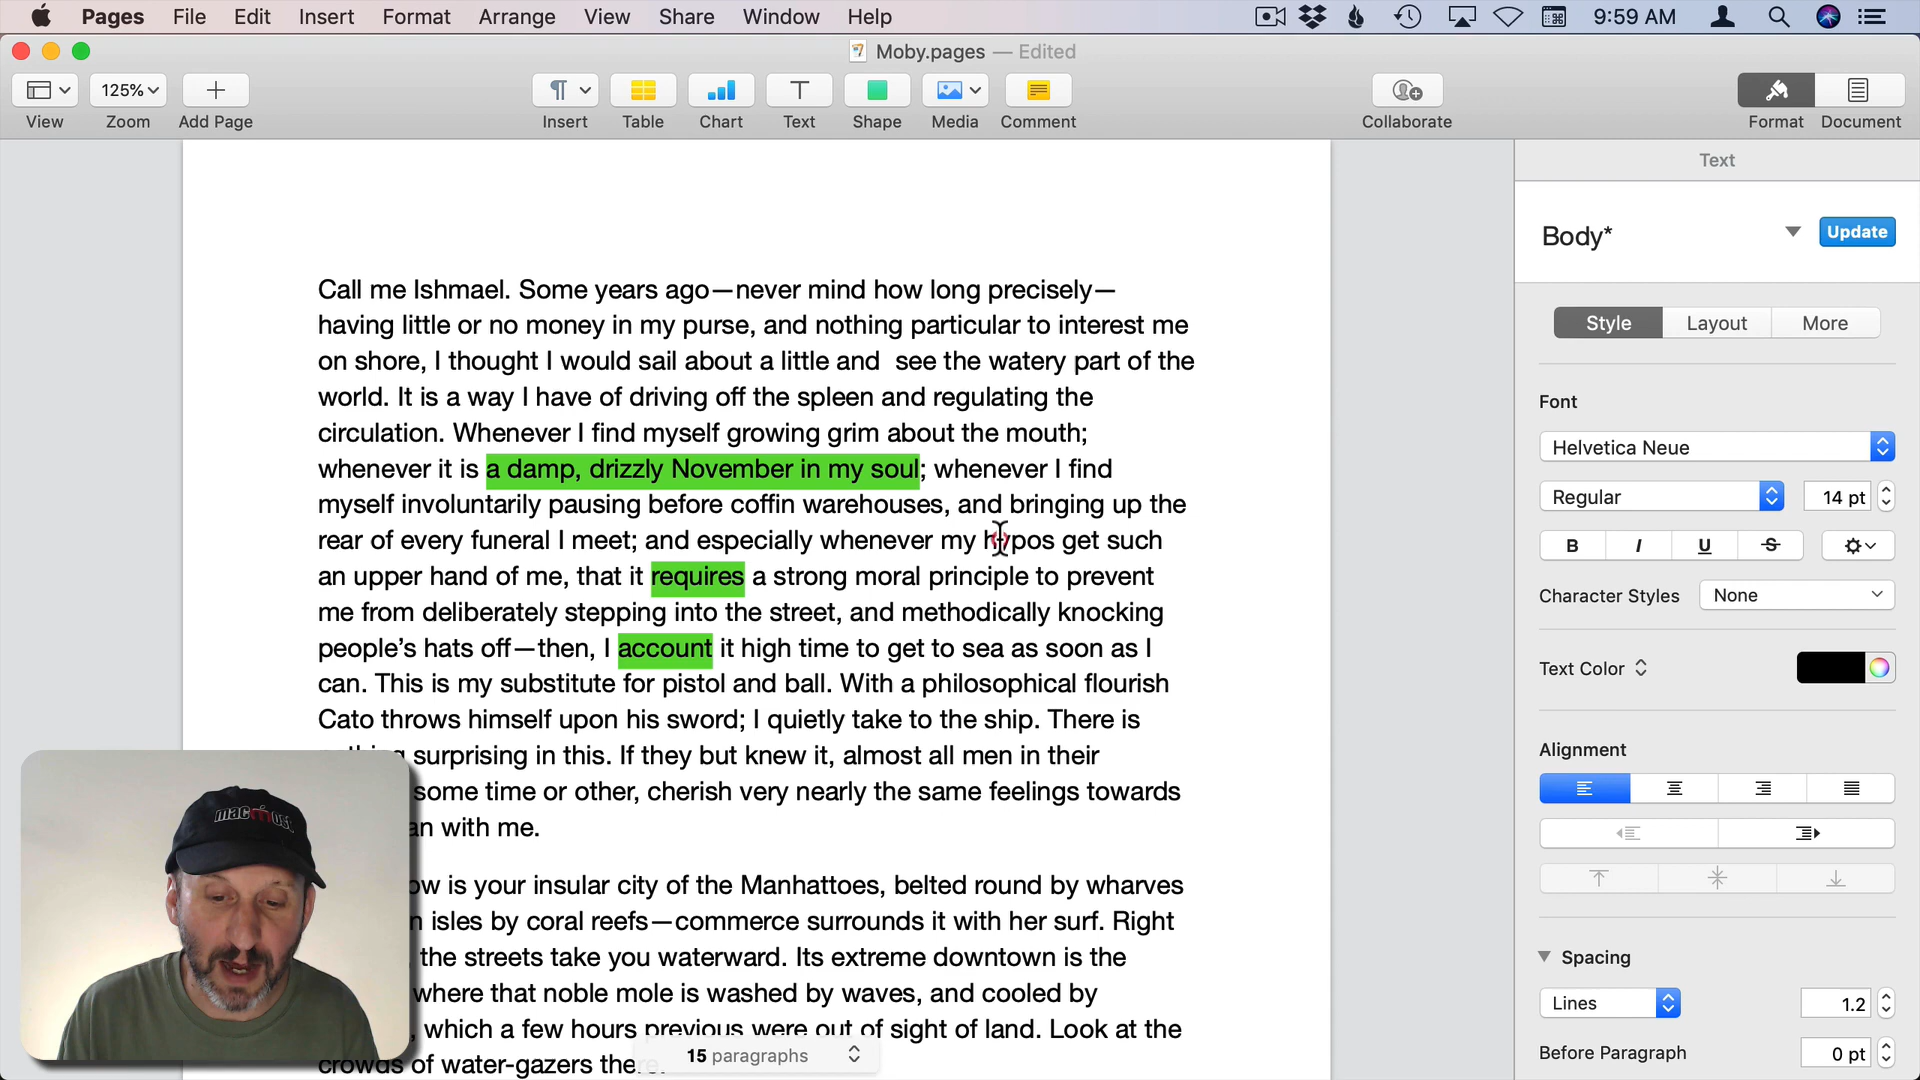 Pages File Edit Insert Format Arrange View Share Window Help 9:59 AM
Moby.pages — Edited
125%
View Zoom Add Page Insert Table Chart Text Shape Media Comment Collaborate Format Document
Text
Body* Update
Style Layout More
Font
Helvetica Neue
Regular 14 pt
B I U S
Character Styles None
Text Color
Alignment
Spacing
Lines 1.2
Before Paragraph 0 pt
Call me Ishmael. Some years ago—never mind how long precisely—
having little or no money in my purse, and nothing particular to interest me
on shore, I thought I would sail about a little and  see the watery part of the
world. It is a way I have of driving off the spleen and regulating the
circulation. Whenever I find myself growing grim about the mouth;
whenever it is a damp, drizzly November in my soul; whenever I find
myself involuntarily pausing before coffin warehouses, and bringing up the
rear of every funeral I meet; and especially whenever my hypos get such
an upper hand of me, that it requires a strong moral principle to prevent
me from deliberately stepping into the street, and methodically knocking
people's hats off—then, I account it high time to get to sea as soon as I
can. This is my substitute for pistol and ball. With a philosophical flourish
Cato throws himself upon his sword; I quietly take to the ship. There is
surprising in this. If they but knew it, almost all men in their
some time or other, cherish very nearly the same feelings towards
with me.
is your insular city of the Manhattoes, belted round by wharves
isles by coral reefs—commerce surrounds it with her surf. Right
the streets take you waterward. Its extreme downtown is the
where that noble mole is washed by waves, and cooled by
, which a few hours previous were out of sight of land. Look at the
crowds of water-gazers there.
15 paragraphs
macmost